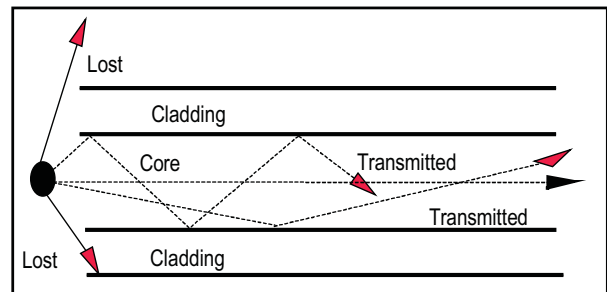 Lost
Cladding
Core
Transmitted
Transmitted
Lost
Cladding